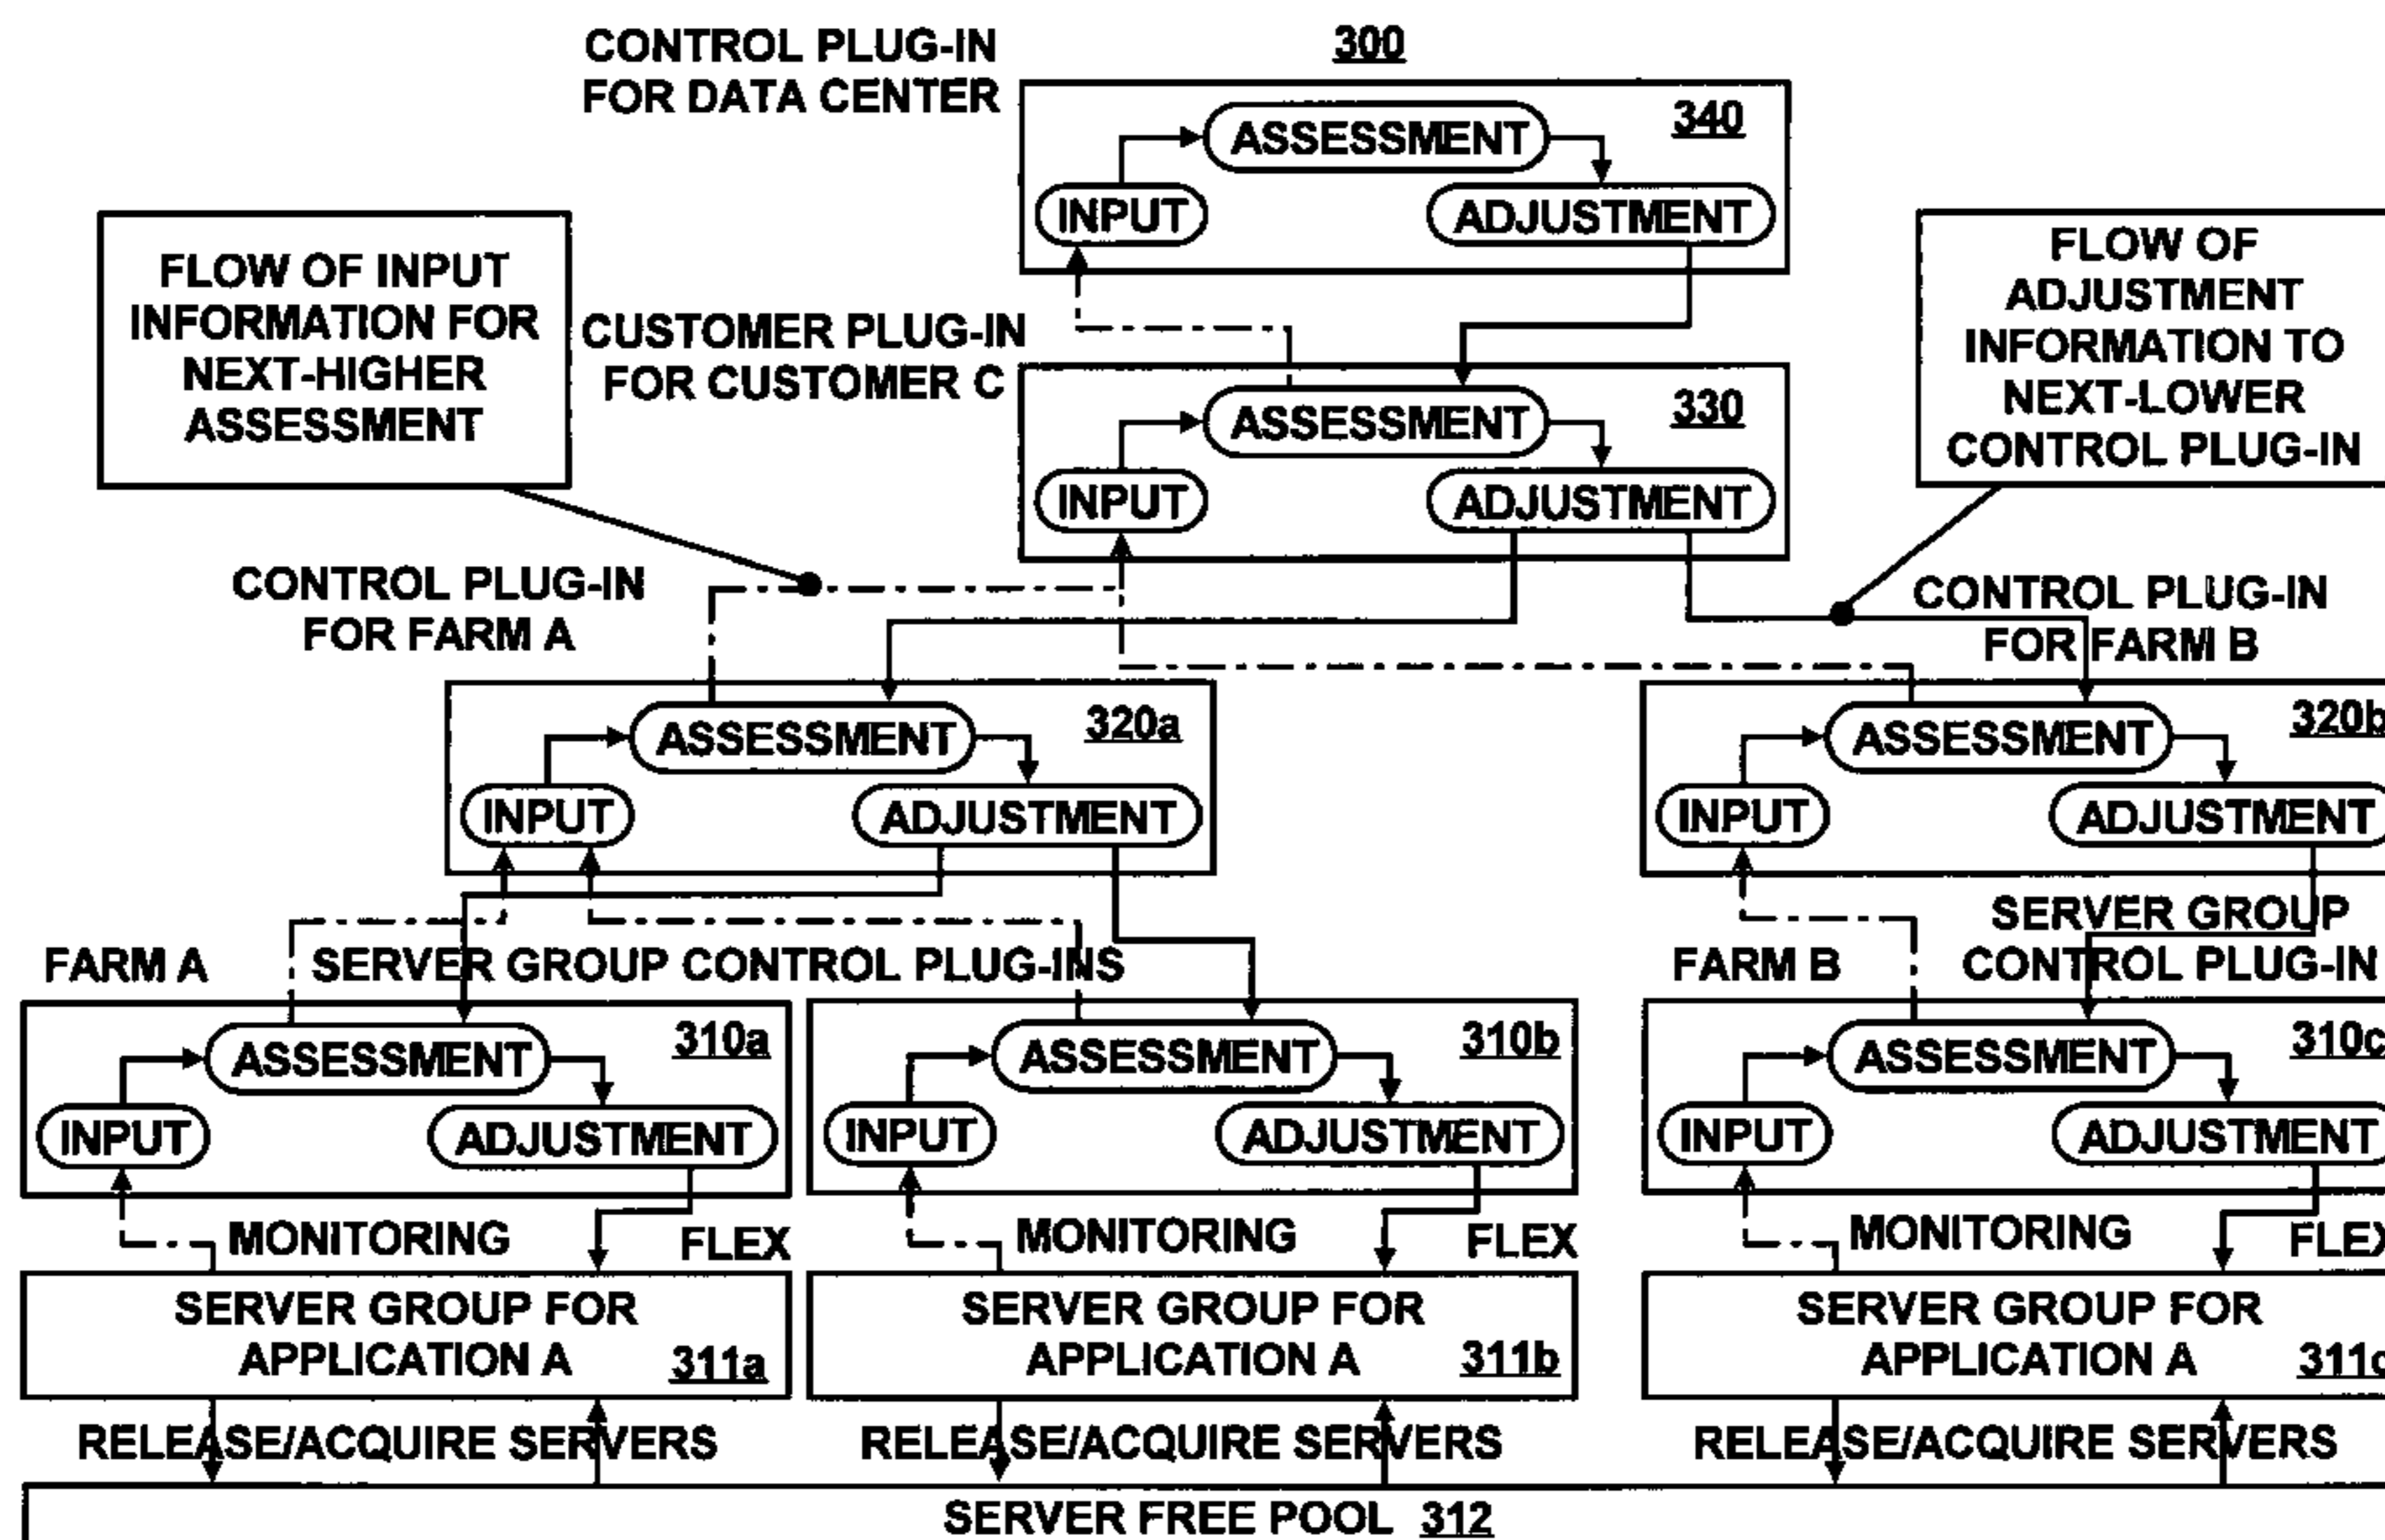 CONTROL PLUG-IN
FOR DATA CENTER
300
340
ASSESSMENT
INPUT
ADJUSTMENT
FLOW OF INPUT
INFORMATION FOR
NEXT-HIGHER
ASSESSMENT
FLOW OF
ADJUSTMENT
INFORMATION TO
NEXT-LOWER
CONTROL PLUG-IN
CUSTOMER PLUG-IN
FOR CUSTOMER C
330
ASSESSMENT
INPUT
ADJUSTMENT
CONTROL PLUG-IN
FOR FARM A
CONTROL PLUG-IN
FOR FARM B
320a
ASSESSMENT
INPUT
ADJUSTMENT
320b
ASSESSMENT
INPUT
ADJUSTMENT
FARM A
SERVER GROUP CONTROL PLUG-INS
FARM B
SERVER GROUP
CONTROL PLUG-IN
310a
ASSESSMENT
INPUT
ADJUSTMENT
310b
ASSESSMENT
INPUT
ADJUSTMENT
310c
ASSESSMENT
INPUT
ADJUSTMENT
MONITORING
FLEX
MONITORING
FLEX
MONITORING
FLEX
SERVER GROUP FOR
APPLICATION A
311a
SERVER GROUP FOR
APPLICATION A
311b
SERVER GROUP FOR
APPLICATION A
311c
RELEASE/ACQUIRE SERVERS
RELEASE/ACQUIRE SERVERS
RELEASE/ACQUIRE SERVERS
SERVER FREE POOL 312